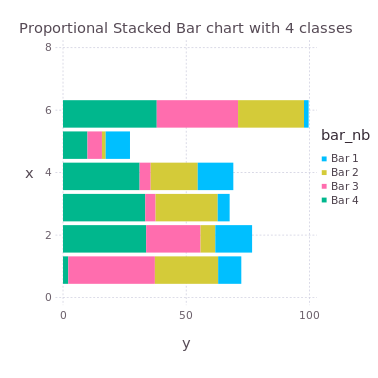 Proportional Stacked Bar chart with 4 classes
8
6
4
2
0
x
0 50 100
y
bar_nb
Bar 1
Bar 2
Bar 3
Bar 4